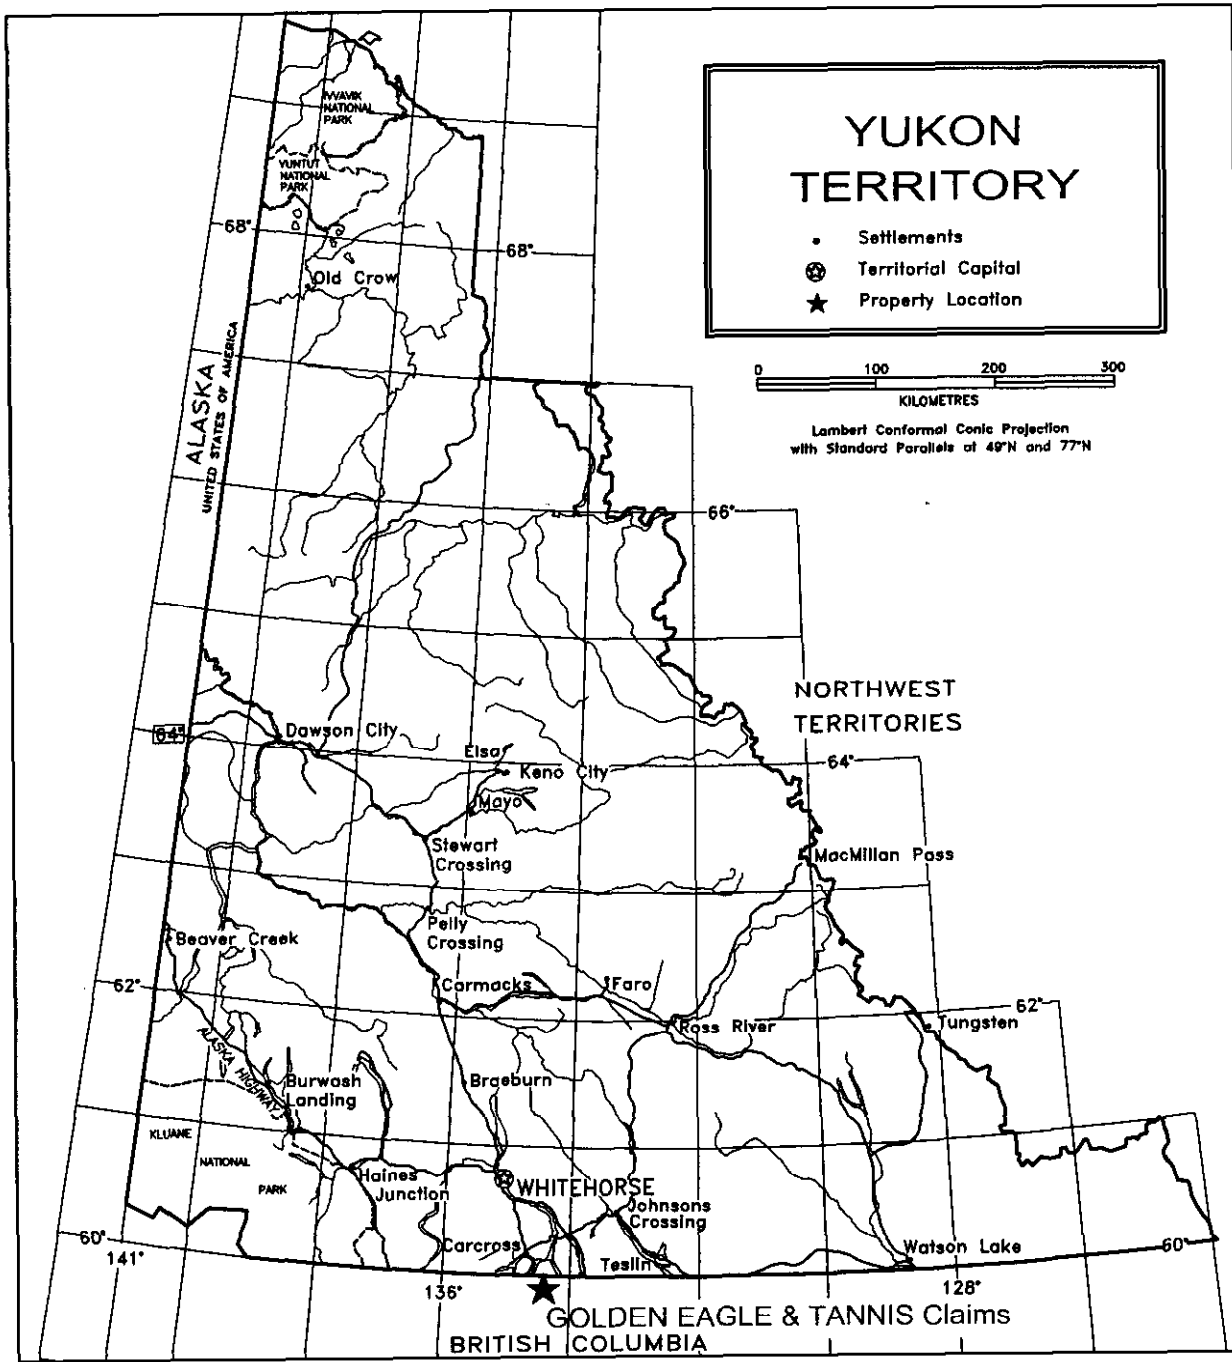 YUKON
TERRITORY
Settlements
Territorial Capital
Property Location
0 100 200 300
KILOMETRES
Lambert Conformal Conic Projection
with Standard Parallels at 49°N and 77°N
IVVAVIK
NATIONAL
PARK
VUNTUT
NATIONAL
PARK
68°
68°
Old Crow
ALASKA
UNITED STATES OF AMERICA
66°
NORTHWEST
TERRITORIES
64°
Dawson City
Elsa
Keno City
64°
Mayo
Stewart
Crossing
MacMillan Pass
Pelly
Crossing
Beaver Creek
62°
Carmacks
Faro
62°
Ross River
Tungsten
ALASKA HIGHWAY
Burwash
Landing
Braeburn
KLUANE
NATIONAL
PARK
Haines
Junction
WHITEHORSE
Johnsons
Crossing
60°
141°
Carcross
Teslin
Watson Lake
60°
136°
128°
GOLDEN EAGLE & TANNIS Claims
BRITISH COLUMBIA